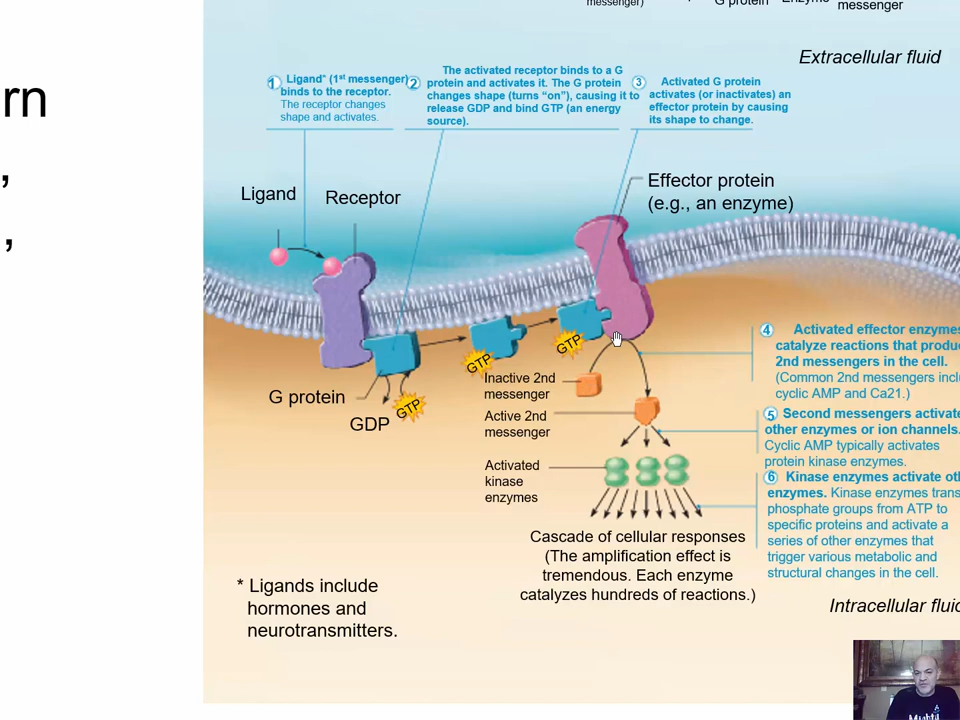 messenger)
G protein
Enzyme
messenger
Extracellular fluid
rn
,
,
1 Ligand* (1st messenger)
binds to the receptor.
The receptor changes
shape and activates.
2 The activated receptor binds to a G
protein and activates it. The G protein
changes shape (turns “on”), causing it to
release GDP and bind GTP (an energy
source).
3 Activated G protein
activates (or inactivates) an
effector protein by causing
its shape to change.
Ligand
Receptor
Effector protein
(e.g., an enzyme)
G protein
GDP
GTP
GTP
GTP
Inactive 2nd
messenger
Active 2nd
messenger
Activated
kinase
enzymes
4 Activated effector enzymes
catalyze reactions that produ
2nd messengers in the cell.
(Common 2nd messengers inclu
cyclic AMP and Ca21.)
5 Second messengers activate
other enzymes or ion channels.
Cyclic AMP typically activates
protein kinase enzymes.
6 Kinase enzymes activate oth
enzymes. Kinase enzymes trans
phosphate groups from ATP to
specific proteins and activate a
series of other enzymes that
trigger various metabolic and
structural changes in the cell.
Cascade of cellular responses
(The amplification effect is
tremendous. Each enzyme
catalyzes hundreds of reactions.)
* Ligands include
hormones and
neurotransmitters.
Intracellular fluid